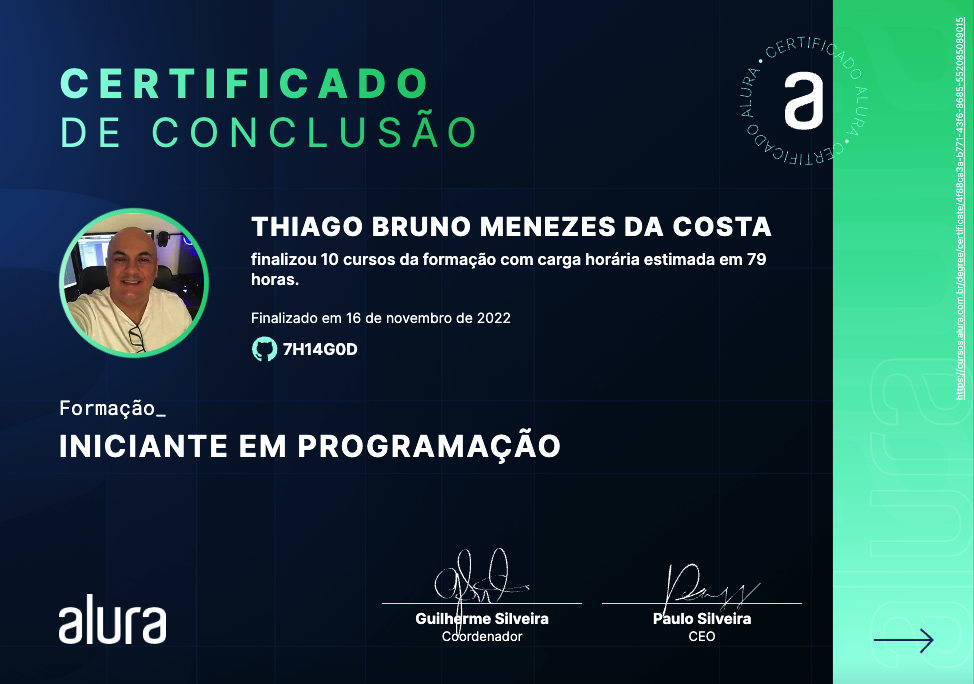 CERTIFICADO
DE CONCLUSÃO
CERTIFICADO ALURA • CERTIFICADO ALURA •
a
THIAGO BRUNO MENEZES DA COSTA
finalizou 10 cursos da formação com carga horária estimada em 79
horas.
Finalizado em 16 de novembro de 2022
7H14G0D
Formação_
INICIANTE EM PROGRAMAÇÃO
alura
Guilherme Silveira
Coordenador
Paulo Silveira
CEO
https://cursos.alura.com.br/degree/certificate/4f88ca3a-b771-43f6-8685-552085089015
alura